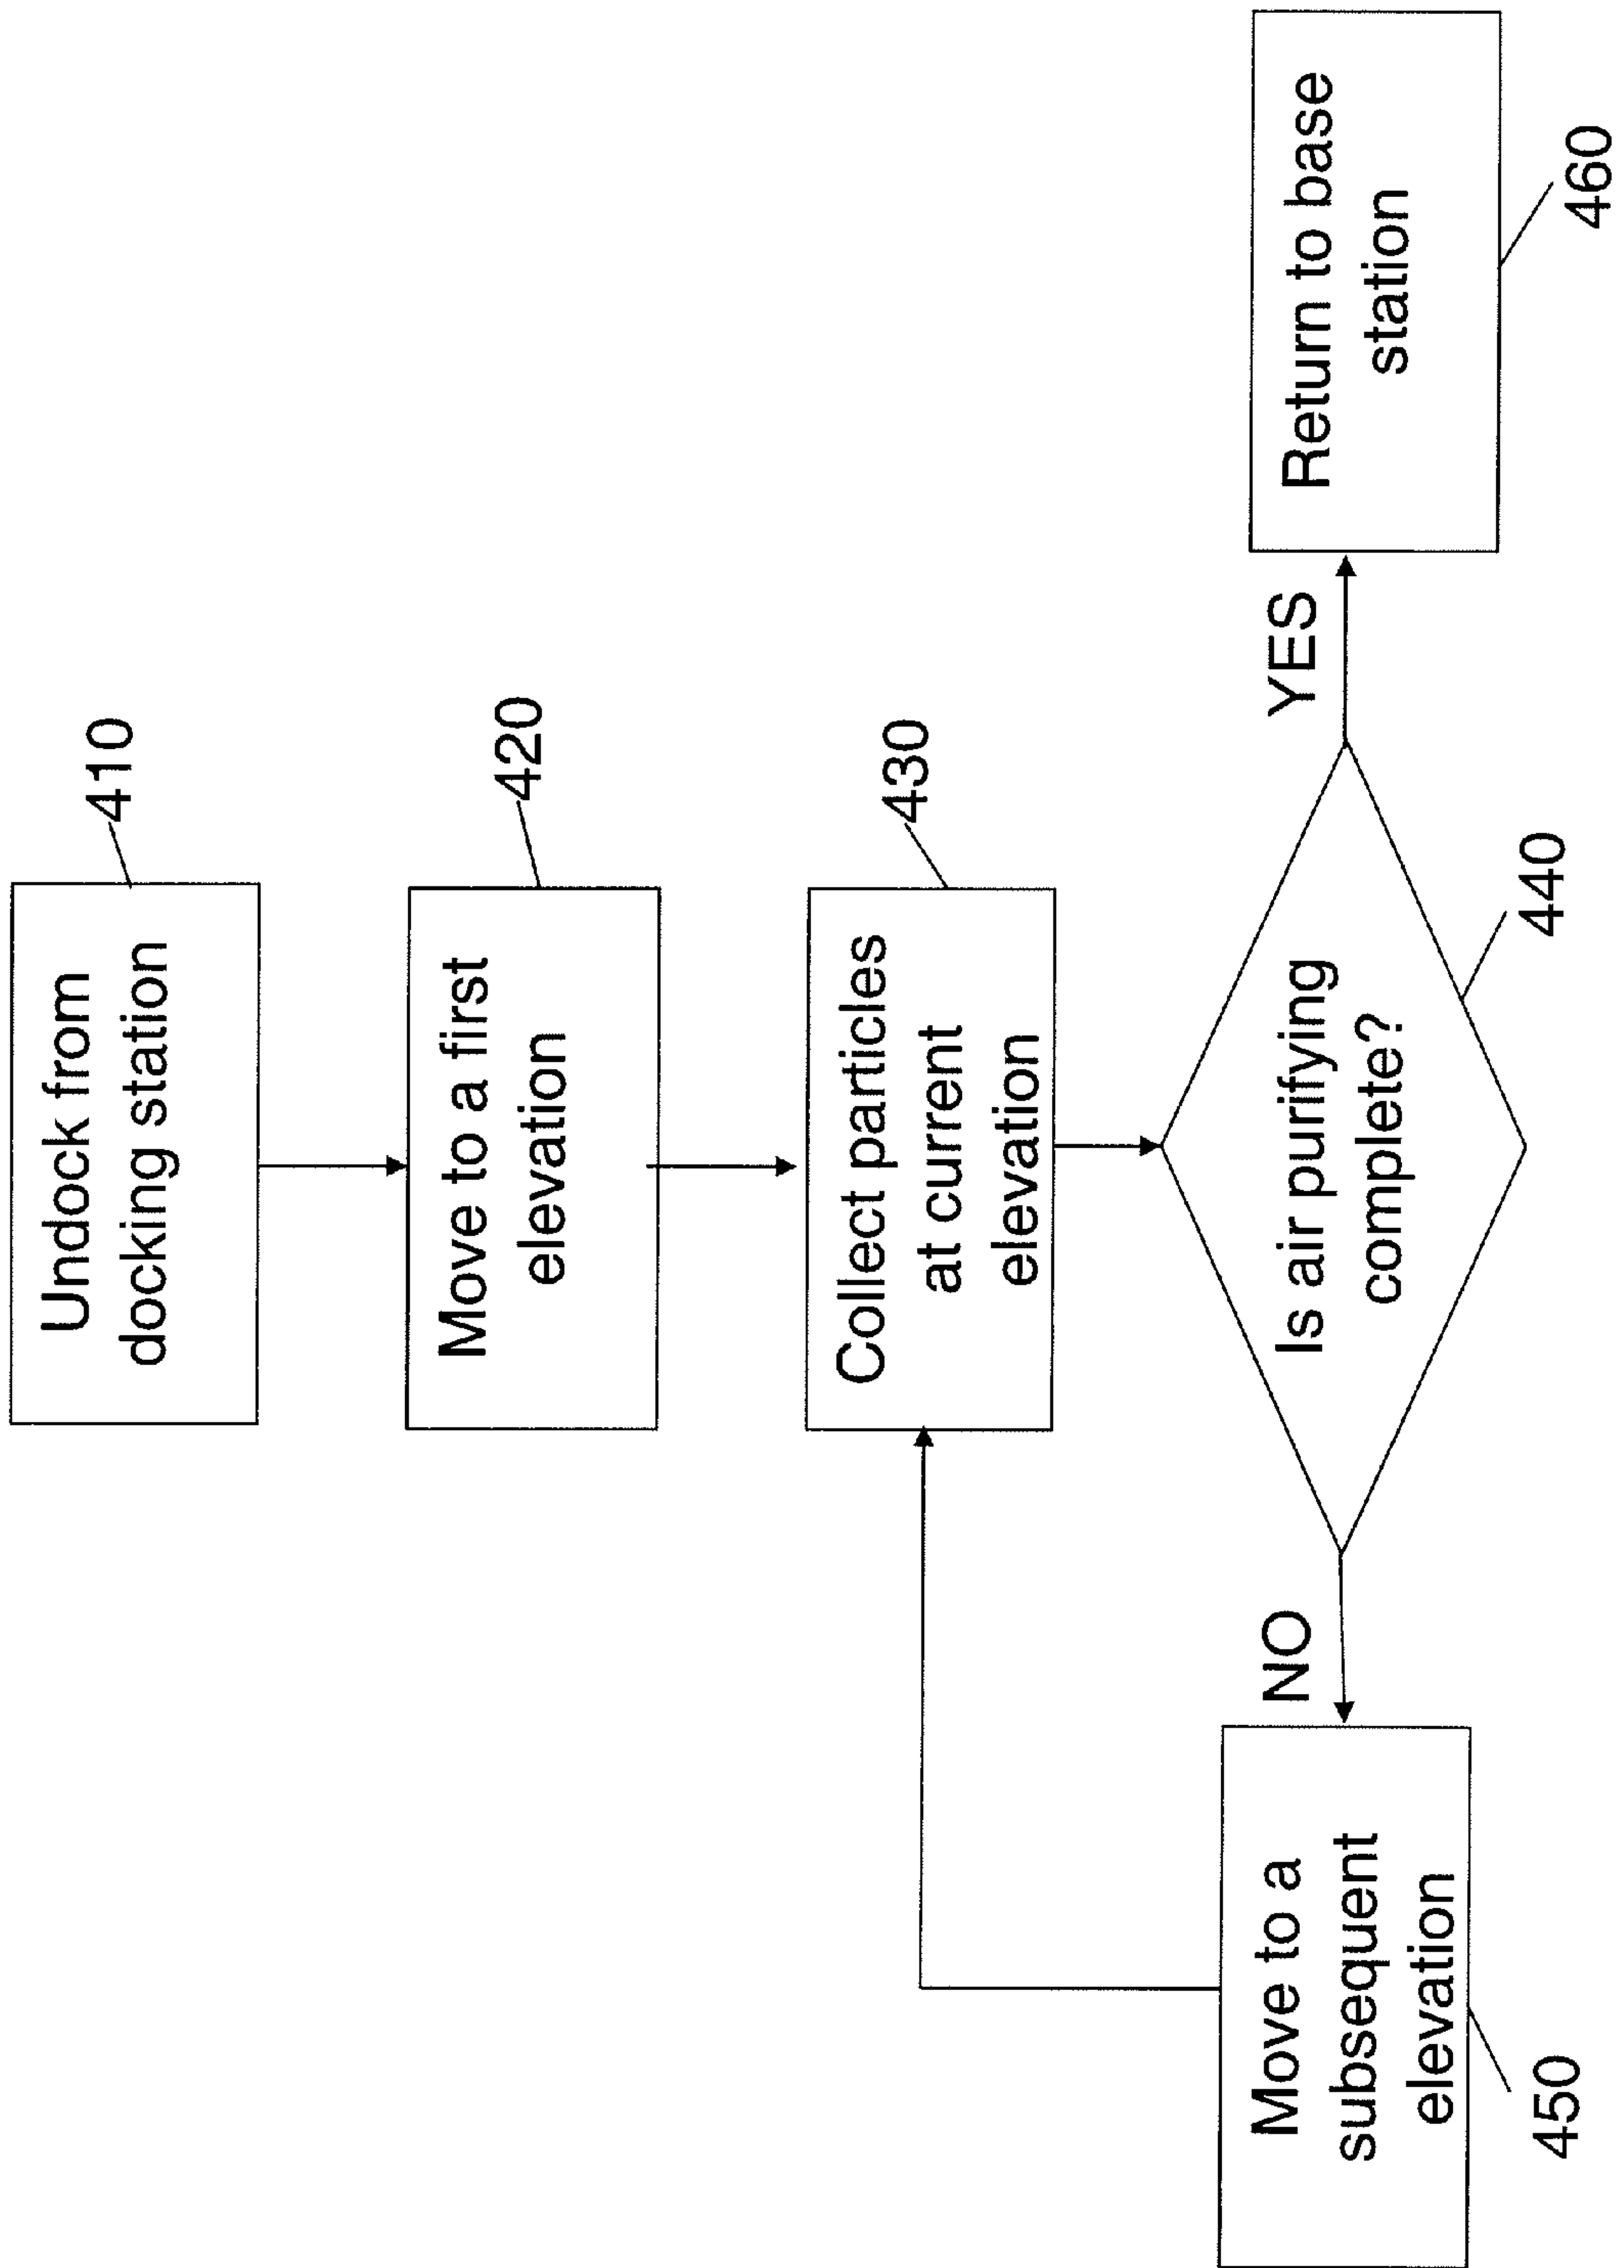 Undock from
docking station
410
Move to a first
elevation
420
Collect particles
at current
elevation
430
Is air purifying
complete?
440
NO
YES
Move to a
subsequent
elevation
450
Return to base
station
460